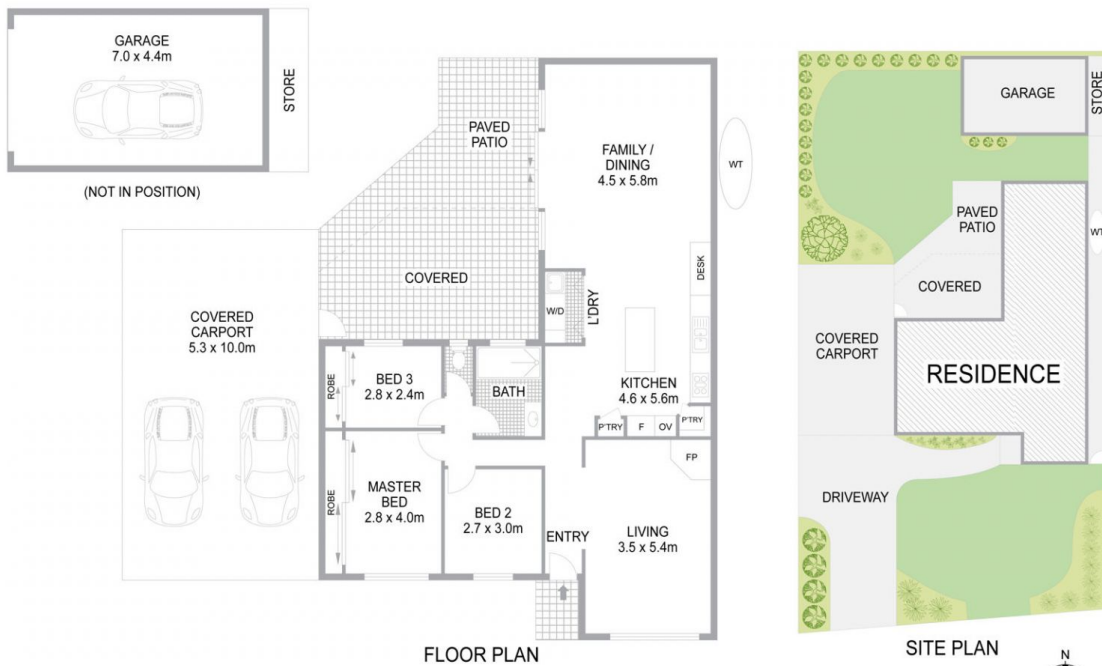 GARAGE
7.0 x 4.4m
STORE
(NOT IN POSITION)
COVERED
CARPORT
5.3 x 10.0m
PAVED
PATIO
COVERED
FAMILY /
DINING
4.5 x 5.8m
WT
DESK
W/D
L'DRY
KITCHEN
4.6 x 5.6m
P'TRY
F
OV
P'TRY
ROBE
BED 3
2.8 x 2.4m
BATH
ROBE
MASTER
BED
2.8 x 4.0m
BED 2
2.7 x 3.0m
ENTRY
FP
LIVING
3.5 x 5.4m
FLOOR PLAN
GARAGE
STORE
PAVED
PATIO
WT
COVERED
COVERED
CARPORT
RESIDENCE
DRIVEWAY
SITE PLAN
N